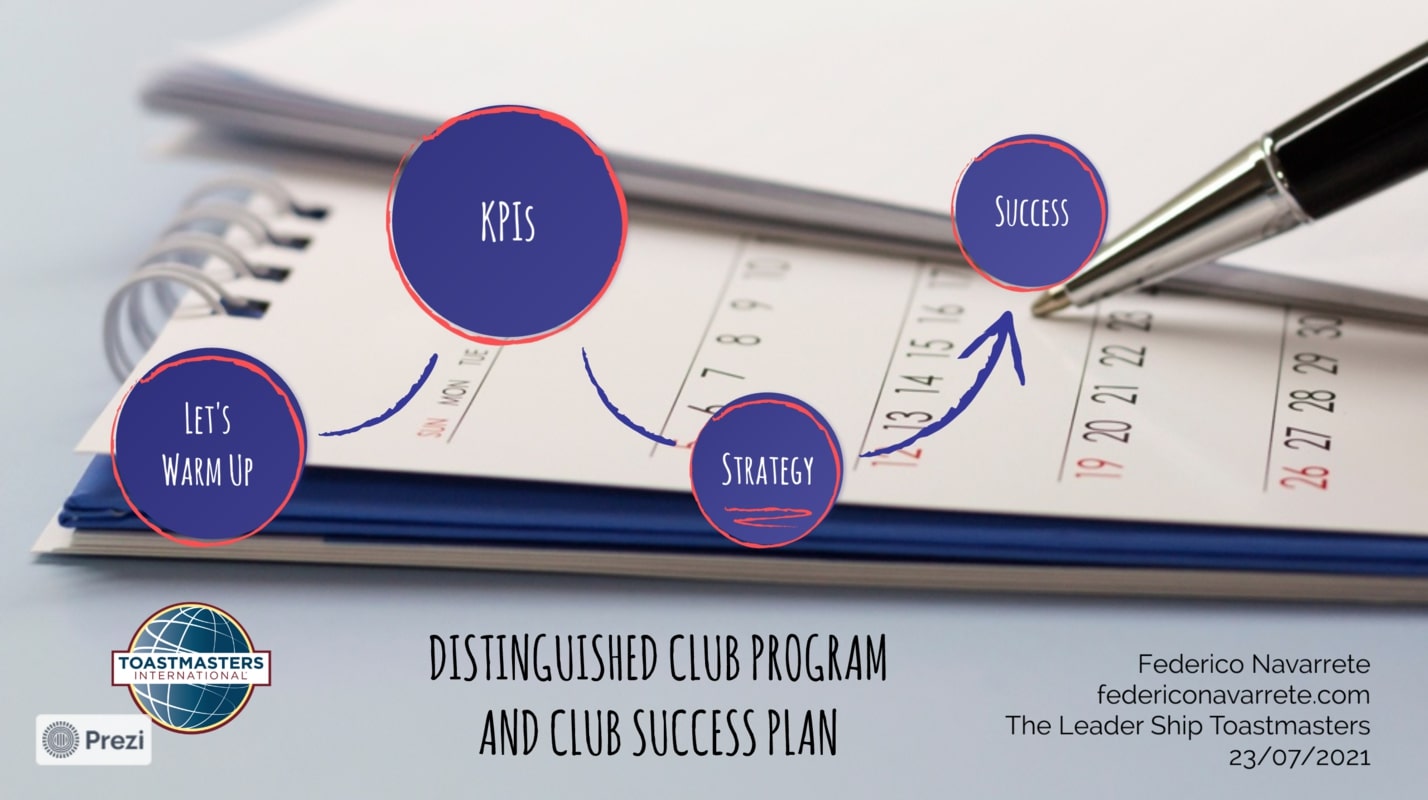 KPIs
Success
Let's
Warm Up
Strategy
SUN MON TUE
5 6 7 8 9 10
12 13 14 15 16 17
19 20 21 22 23
26 27 28 29 30
TOASTMASTERS
INTERNATIONAL
Prezi
DISTINGUISHED CLUB PROGRAM
AND CLUB SUCCESS PLAN
Federico Navarrete
federiconavarrete.com
The Leader Ship Toastmasters
23/07/2021